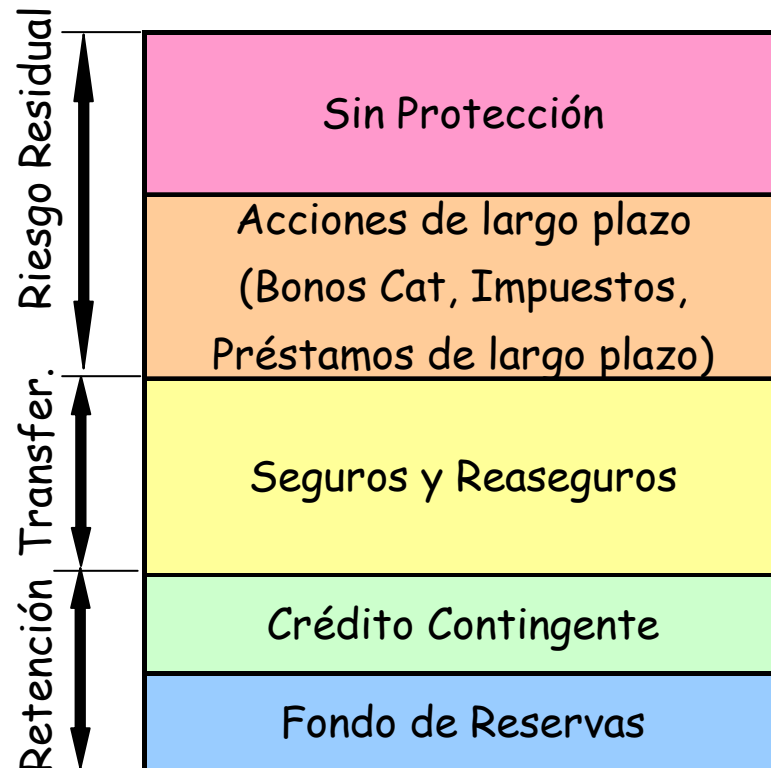 Riesgo Residual
Sin Protección
Acciones de largo plazo
(Bonos Cat, Impuestos,
Préstamos de largo plazo)
Transfer.
Seguros y Reaseguros
Retención
Crédito Contingente
Fondo de Reservas